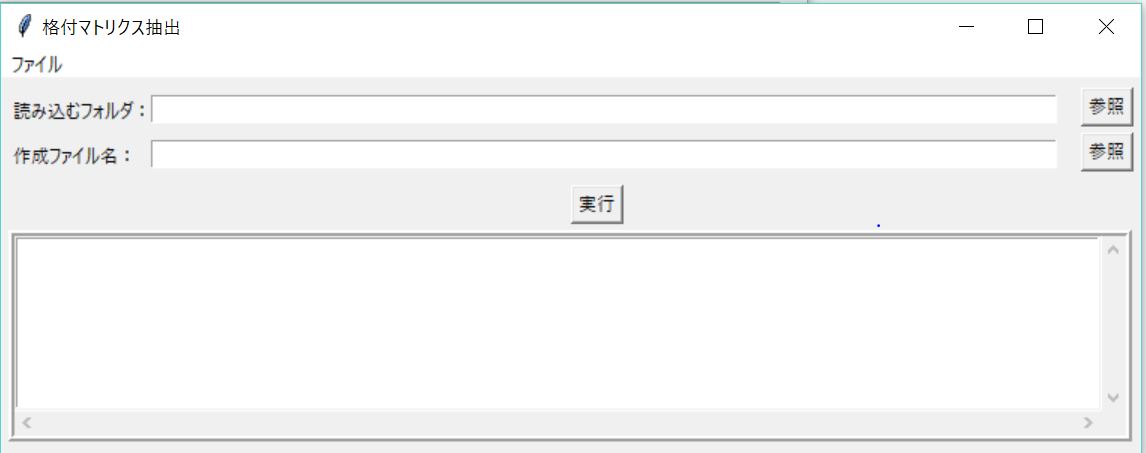 格付マトリクス抽出
ファイル
読み込むフォルダ：
参照
作成ファイル名：
参照
実行